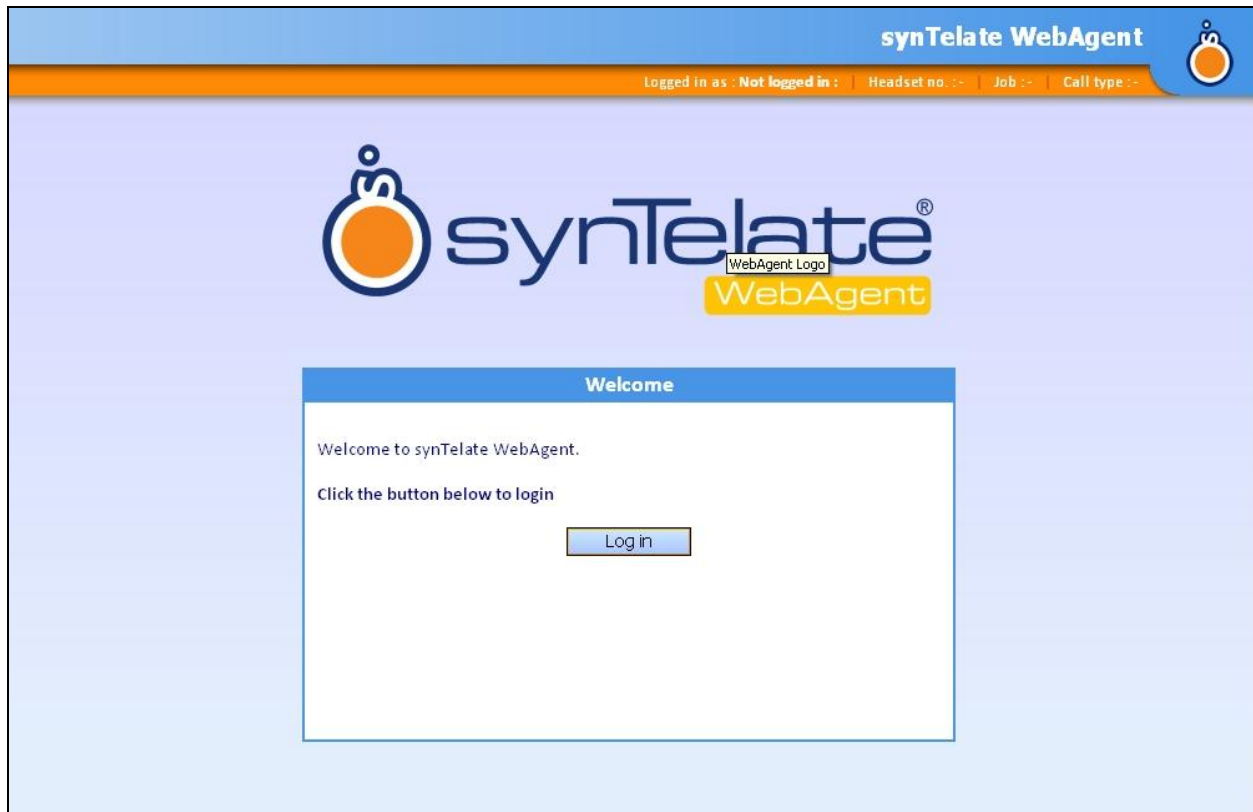 synTelate WebAgent
Logged in as : Not logged in : | Headset no. : - | Job : - | Call type : -
synTelate®
WebAgent Logo
WebAgent
Welcome
Welcome to synTelate WebAgent.
Click the button below to login
Log in